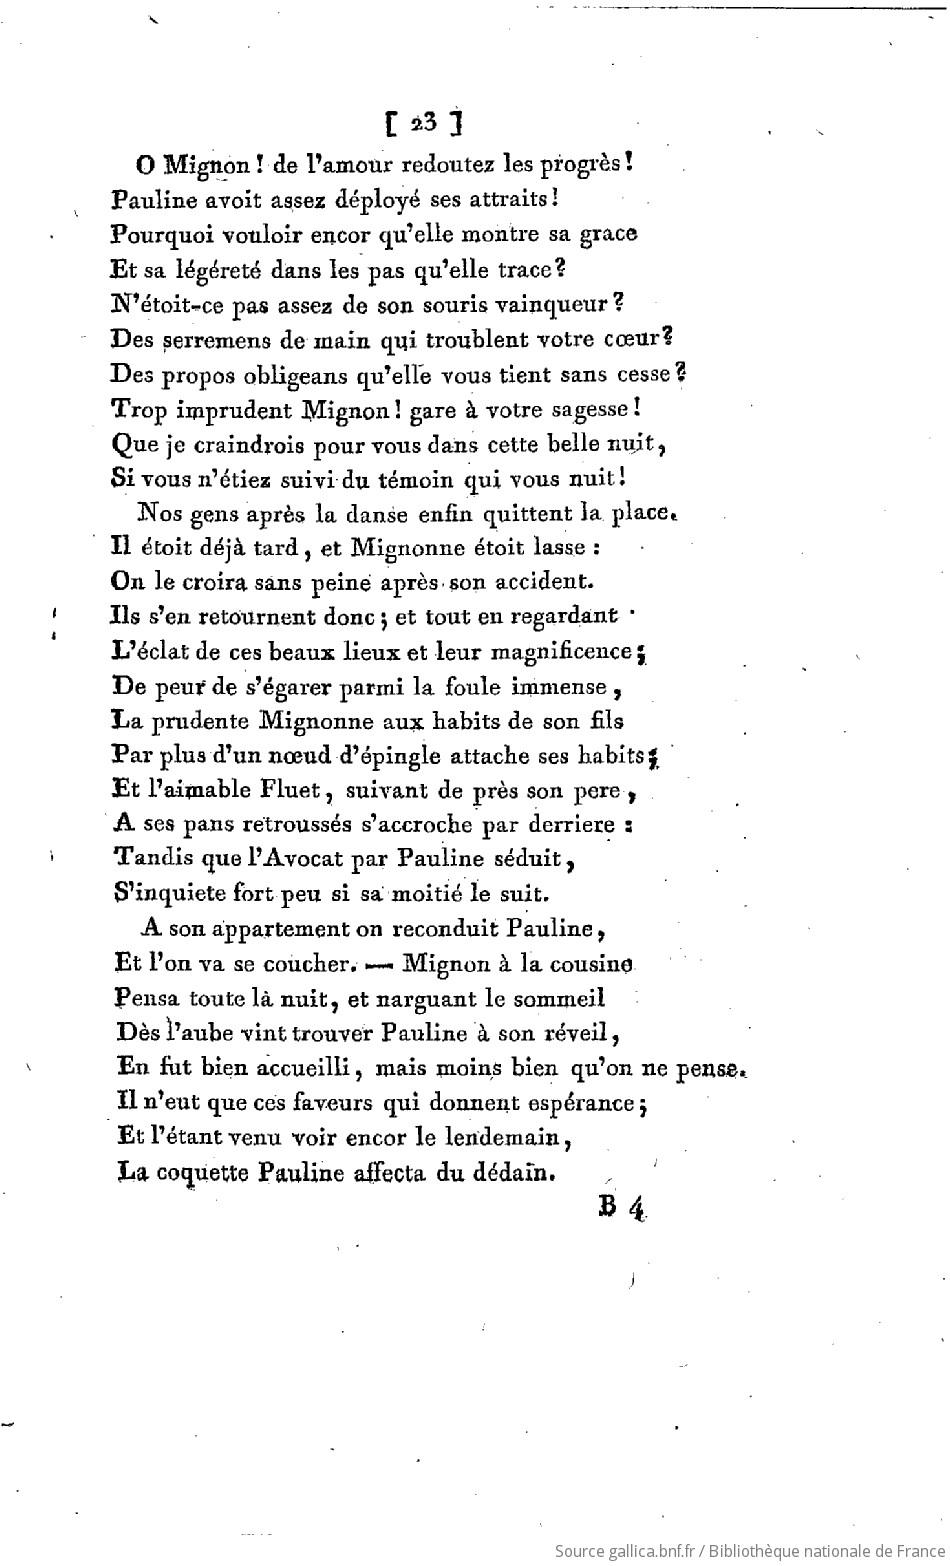 [ 23 ]
O Mignon ! de l'amour redoutez les progrès !
Pauline avoit assez déployé ses attraits !
Pourquoi vouloir encor qu'elle montre sa grace
Et sa légéreté dans les pas qu'elle trace ?
N'étoit-ce pas assez de son souris vainqueur ?
Des serremens de main qui troublent votre cœur ?
Des propos obligeans qu'elle vous tient sans cesse ?
Trop imprudent Mignon ! gare à votre sagesse !
Que je craindrois pour vous dans cette belle nuit ,
Si vous n'étiez suivi du témoin qui vous nuit !
Nos gens après la danse enfin quittent la place.
Il étoit déjà tard , et Mignonne étoit lasse :
On le croira sans peine après son accident.
Ils s'en retournent donc ; et tout en regardant
L'éclat de ces beaux lieux et leur magnificence ;
De peur de s'égarer parmi la foule immense ,
La prudente Mignonne aux habits de son fils
Par plus d'un nœud d'épingle attache ses habits ;
Et l'aimable Fluet , suivant de près son pere ,
A ses pans retroussés s'accroche par derriere :
Tandis que l'Avocat par Pauline séduit ,
S'inquiete fort peu si sa moitié le suit.
A son appartement on reconduit Pauline ,
Et l'on va se coucher. — Mignon à la cousine
Pensa toute la nuit , et narguant le sommeil
Dès l'aube vint trouver Pauline à son réveil ,
En fut bien accueilli , mais moins bien qu'on ne pense.
Il n'eut que ces faveurs qui donnent espérance ;
Et l'étant venu voir encor le lendemain ,
La coquette Pauline affecta du dédain.
B 4
Source gallica.bnf.fr / Bibliothèque nationale de France